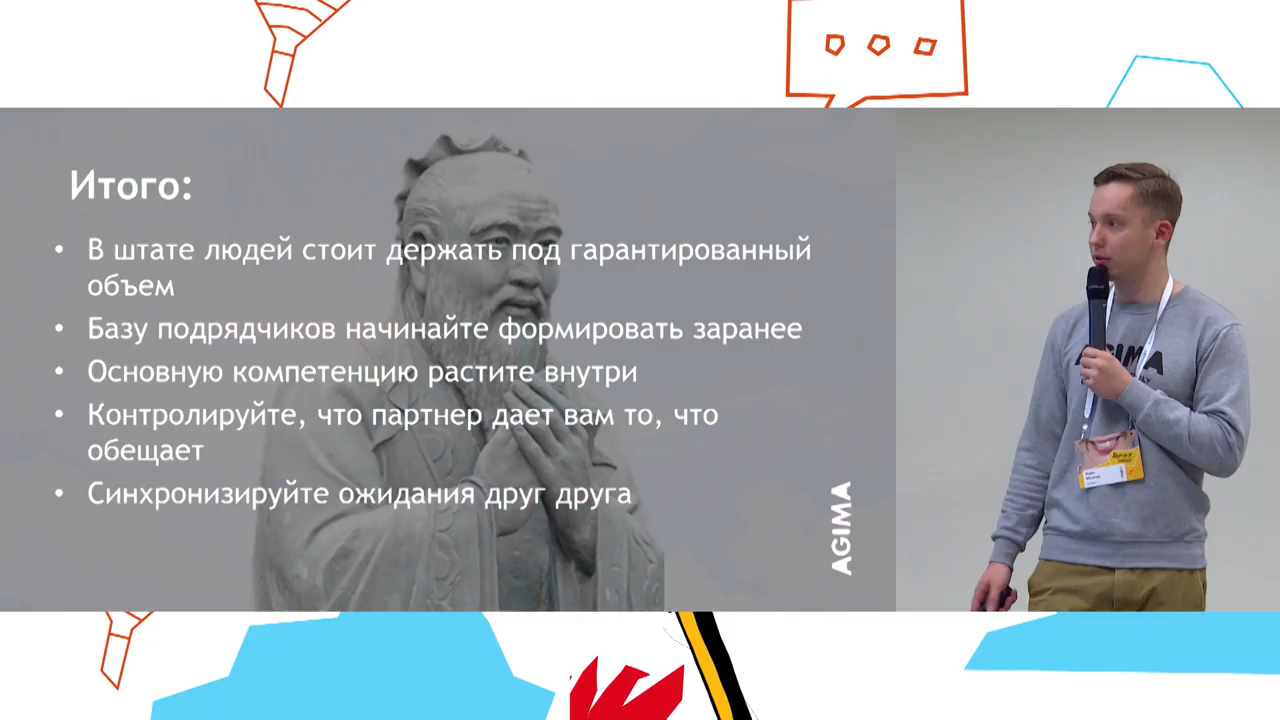 Итого:
• В штате людей стоит держать под гарантированный
объем
• Базу подрядчиков начинайте формировать заранее
• Основную компетенцию растите внутри
• Контролируйте, что партнер дает вам то, что
обещает
• Синхронизируйте ожидания друг друга
AGIMA
AGIMA